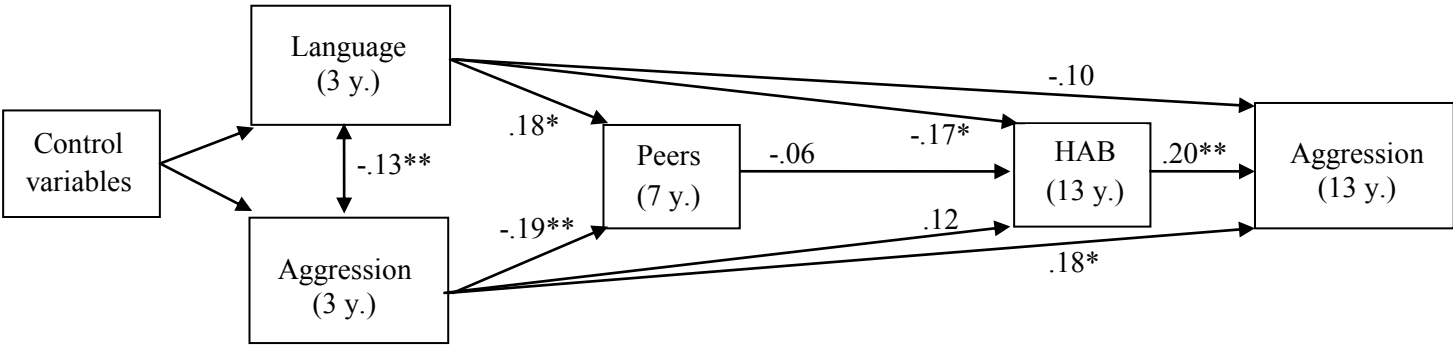 Language
(3 y.)
-.10
.18*
-.17*
Control
variables
-.13**
Peers
(7 y.)
-.06
HAB
(13 y.)
.20**
Aggression
(13 y.)
-.19**
.12
Aggression
(3 y.)
.18*